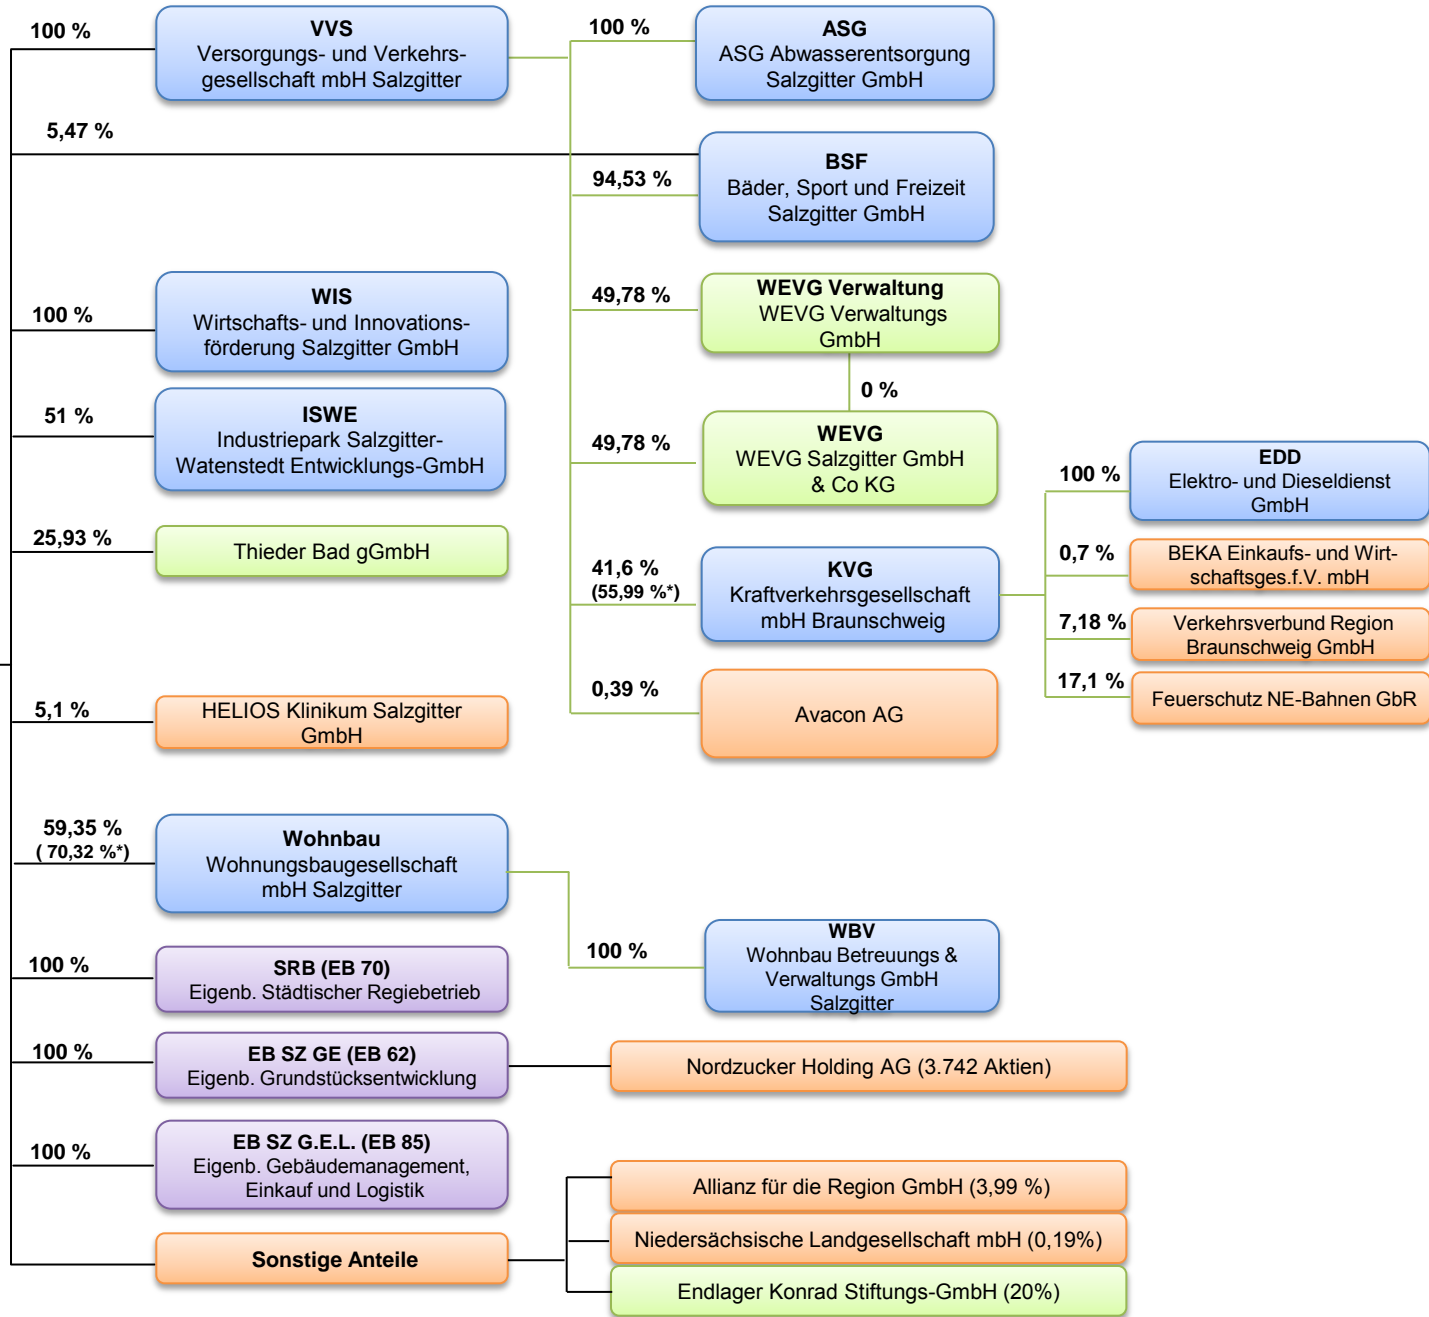 100 %
VVS
Versorgungs- und Verkehrs-
gesellschaft mbH Salzgitter
100 %
ASG
ASG Abwasserentsorgung
Salzgitter GmbH
5,47 %
94,53 %
BSF
Bäder, Sport und Freizeit
Salzgitter GmbH
100 %
WIS
Wirtschafts- und Innovations-
förderung Salzgitter GmbH
49,78 %
WEVG Verwaltung
WEVG Verwaltungs
GmbH
0 %
51 %
ISWE
Industriepark Salzgitter-
Watenstedt Entwicklungs-GmbH
49,78 %
WEVG
WEVG Salzgitter GmbH
& Co KG
100 %
EDD
Elektro- und Dieseldienst
GmbH
25,93 %
Thieder Bad gGmbH
41,6 %
(55,99 %*)
KVG
Kraftverkehrsgesellschaft
mbH Braunschweig
0,7 %
BEKA Einkaufs- und Wirt-
schaftsges.f.V. mbH
7,18 %
Verkehrsverbund Region
Braunschweig GmbH
17,1 %
Feuerschutz NE-Bahnen GbR
5,1 %
HELIOS Klinikum Salzgitter
GmbH
0,39 %
Avacon AG
59,35 %
( 70,32 %*)
Wohnbau
Wohnungsbaugesellschaft
mbH Salzgitter
100 %
WBV
Wohnbau Betreuungs &
Verwaltungs GmbH
Salzgitter
100 %
SRB (EB 70)
Eigenb. Städtischer Regiebetrieb
100 %
EB SZ GE (EB 62)
Eigenb. Grundstücksentwicklung
Nordzucker Holding AG (3.742 Aktien)
100 %
EB SZ G.E.L. (EB 85)
Eigenb. Gebäudemanagement,
Einkauf und Logistik
Sonstige Anteile
Allianz für die Region GmbH (3,99 %)
Niedersächsische Landgesellschaft mbH (0,19%)
Endlager Konrad Stiftungs-GmbH (20%)